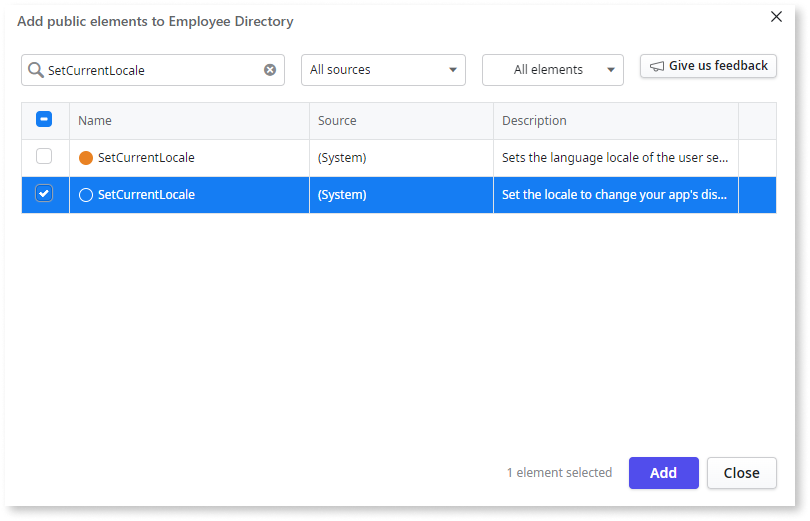 Add public elements to Employee Directory
SetCurrentLocale All sources All elements Give us feedback
Name Source Description
SetCurrentLocale (System) Sets the language locale of the user se...
SetCurrentLocale (System) Set the locale to change your app's dis...
1 element selected Add Close